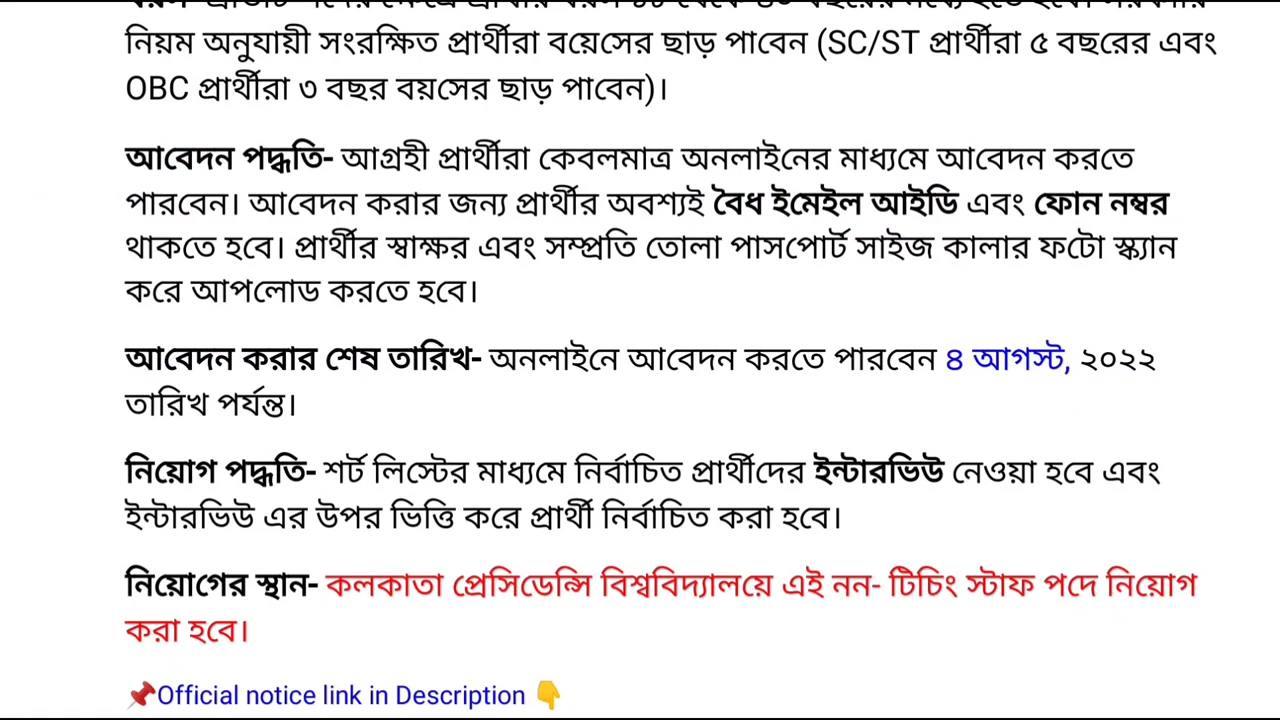 নিয়ম অনুযায়ী সংরক্ষিত প্রার্থীরা বয়েসের ছাড় পাবেন (SC/ST প্রার্থীরা ৫ বছরের এবং
OBC প্রার্থীরা ৩ বছর বয়সের ছাড় পাবেন)।
আবেদন পদ্ধতি- আগ্রহী প্রার্থীরা কেবলমাত্র অনলাইনের মাধ্যমে আবেদন করতে
পারবেন। আবেদন করার জন্য প্রার্থীর অবশ্যই বৈধ ইমেইল আইডি এবং ফোন নম্বর
থাকতে হবে। প্রার্থীর স্বাক্ষর এবং সম্প্রতি তোলা পাসপোর্ট সাইজ কালার ফটো স্ক্যান
করে আপলোড করতে হবে।
আবেদন করার শেষ তারিখ- অনলাইনে আবেদন করতে পারবেন ৪ আগস্ট, ২০২২
তারিখ পর্যন্ত।
নিয়োগ পদ্ধতি- শর্ট লিস্টের মাধ্যমে নির্বাচিত প্রার্থীদের ইন্টারভিউ নেওয়া হবে এবং
ইন্টারভিউ এর উপর ভিত্তি করে প্রার্থী নির্বাচিত করা হবে।
নিয়োগের স্থান- কলকাতা প্রেসিডেন্সি বিশ্ববিদ্যালয়ে এই নন- টিচিং স্টাফ পদে নিয়োগ
করা হবে।
📌Official notice link in Description 👇